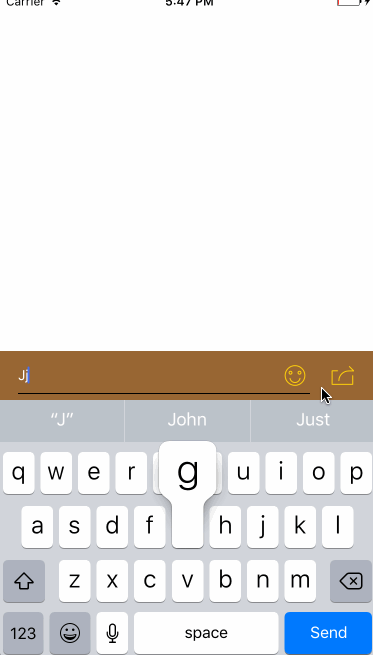 Carrier 5:47 PM
Jj
“J” John Just
q w e r g u i o p
a s d f h j k l
z x c v b n m
123 space Send